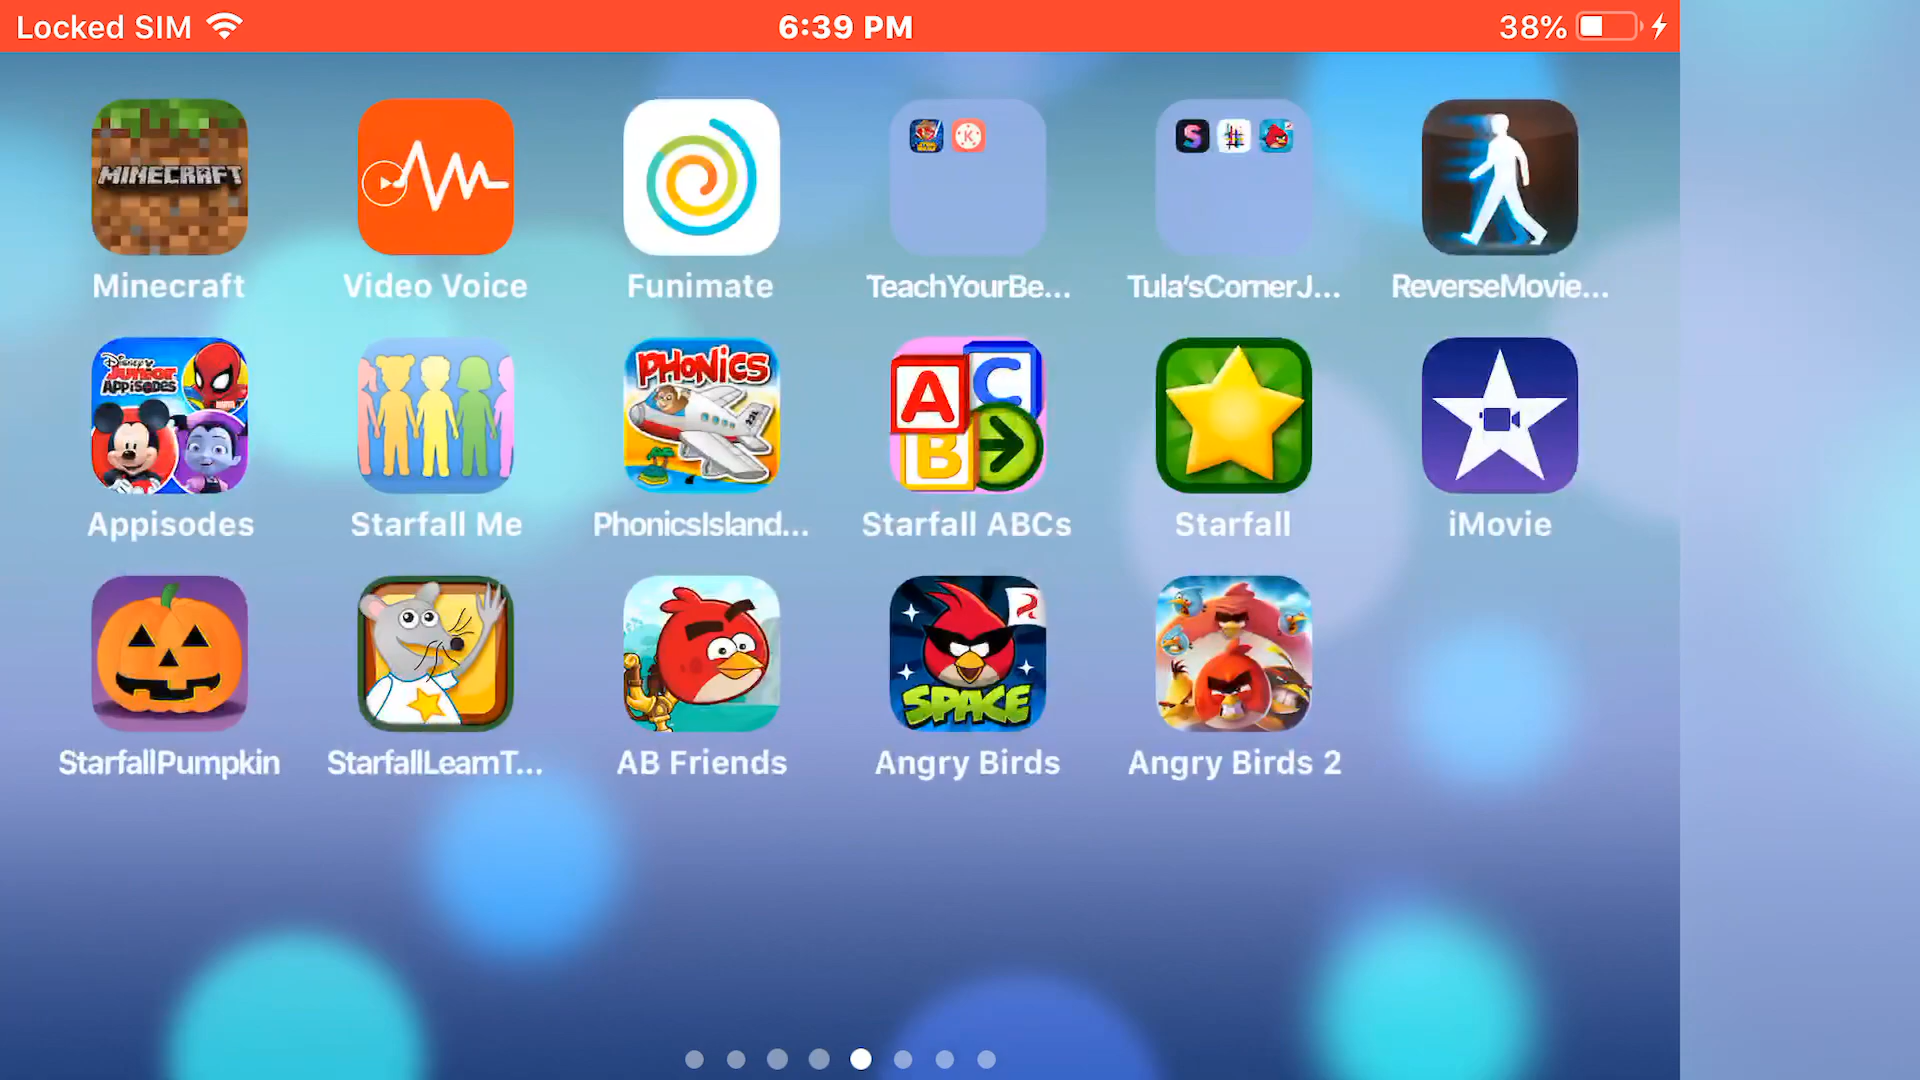 Locked SIM 6:39 PM 38%
MINECRAFT
K
S
Minecraft Video Voice Funimate TeachYourBe... Tula'sCornerJ... ReverseMovie...
Disney
Junior
APPISODES
MARVEL
PHONICS
A C
B
Appisodes Starfall Me PhonicsIsland... Starfall ABCs Starfall iMovie
SPACE
StarfallPumpkin StarfallLearnT... AB Friends Angry Birds Angry Birds 2